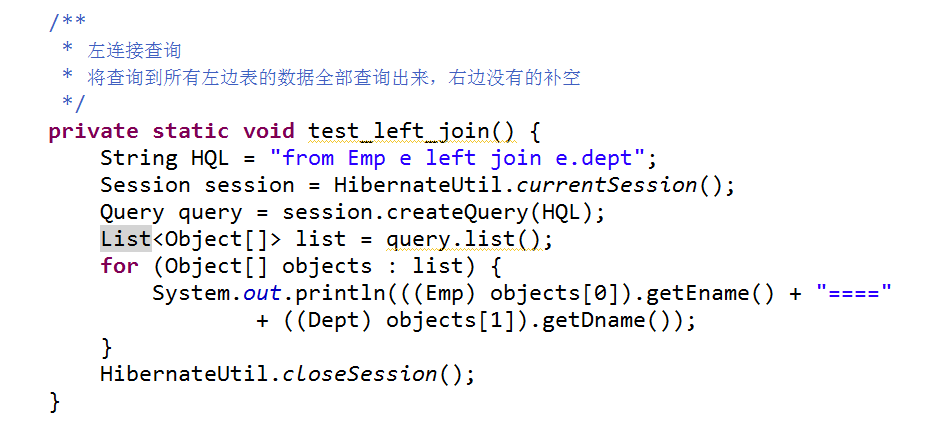 /**
 * 左连接查询
 * 将查询到所有左边表的数据全部查询出来，右边没有的补空
 */
private static void test_left_join() {
    String HQL = "from Emp e left join e.dept";
    Session session = HibernateUtil.currentSession();
    Query query = session.createQuery(HQL);
    List<Object[]> list = query.list();
    for (Object[] objects : list) {
        System.out.println(((Emp) objects[0]).getEname() + "===="
                + ((Dept) objects[1]).getDname());
    }
    HibernateUtil.closeSession();
}